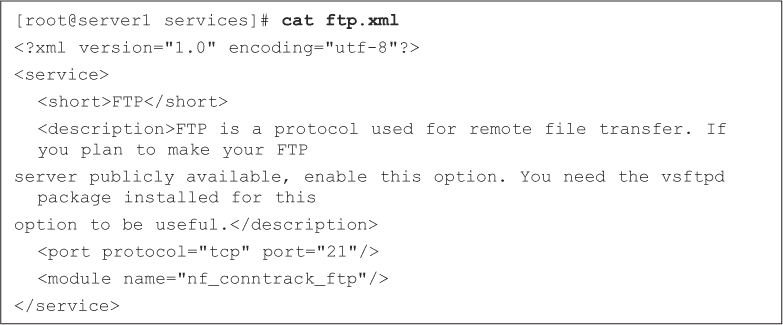 [root@server1 services]# cat ftp.xml
<?xml version="1.0" encoding="utf-8"?>
<service>
  <short>FTP</short>
  <description>FTP is a protocol used for remote file transfer. If
  you plan to make your FTP
server publicly available, enable this option. You need the vsftpd
  package installed for this
option to be useful.</description>
  <port protocol="tcp" port="21"/>
  <module name="nf_conntrack_ftp"/>
</service>